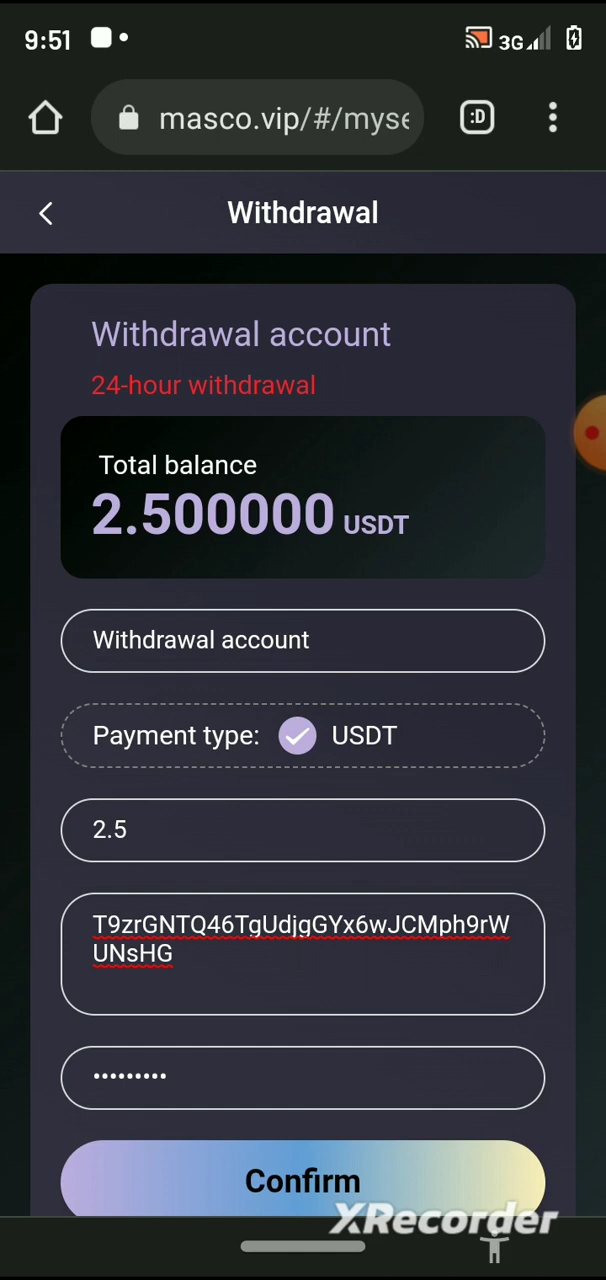 9:51
3G
:D
masco.vip/#/myse
Withdrawal
Withdrawal account
24-hour withdrawal
Total balance
2.500000 USDT
Withdrawal account
Payment type: USDT
2.5
T9zrGNTQ46TgUdjgGYx6wJCMph9rW
UNsHG
•••••••••
Confirm
XRecorder